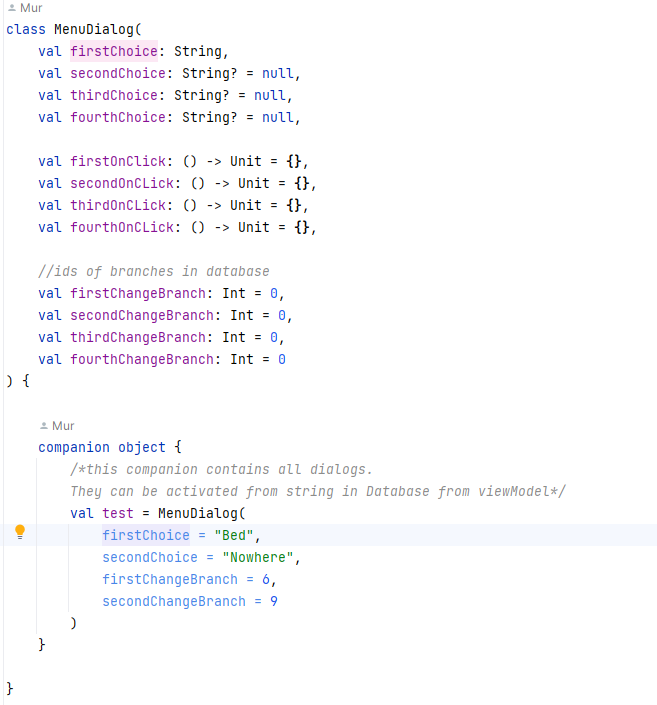 Mur
class MenuDialog(
    val firstChoice: String,
    val secondChoice: String? = null,
    val thirdChoice: String? = null,
    val fourthChoice: String? = null,
    val firstOnClick: () -> Unit = {},
    val secondOnCLick: () -> Unit = {},
    val thirdOnCLick: () -> Unit = {},
    val fourthOnCLick: () -> Unit = {},
    //ids of branches in database
    val firstChangeBranch: Int = 0,
    val secondChangeBranch: Int = 0,
    val thirdChangeBranch: Int = 0,
    val fourthChangeBranch: Int = 0
) {
    Mur
    companion object {
        /*this companion contains all dialogs.
        They can be activated from string in Database from viewModel*/
        val test = MenuDialog(
            firstChoice = "Bed",
            secondChoice = "Nowhere",
            firstChangeBranch = 6,
            secondChangeBranch = 9
        )
    }
}